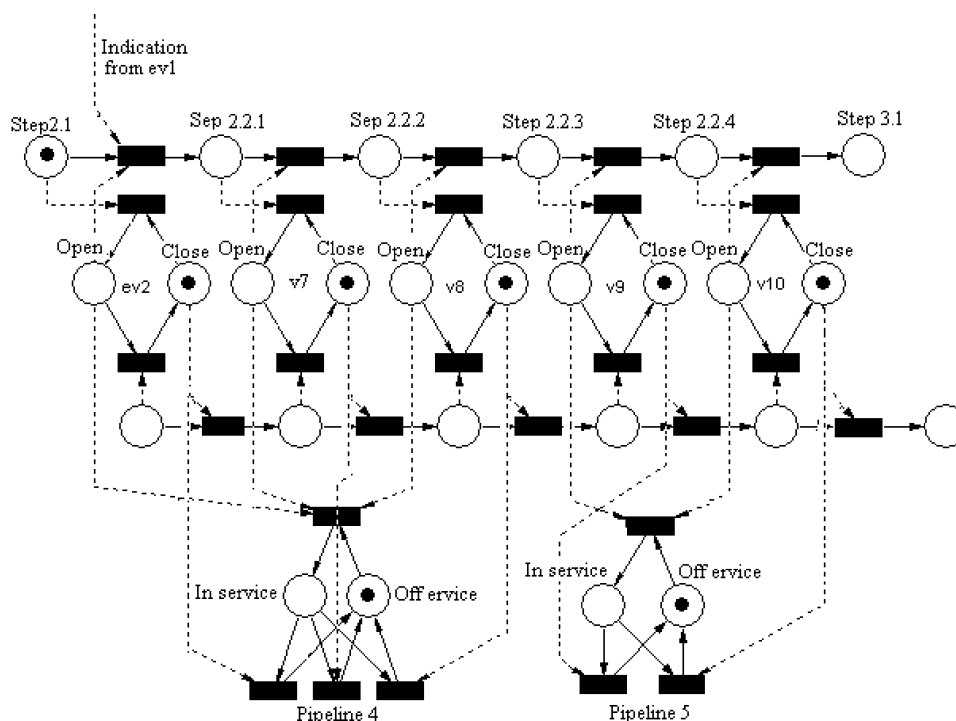 Indication
from ev1
Step2.1
Sep 2.2.1
Sep 2.2.2
Step 2.2.3
Step 2.2.4
Step 3.1
Open
Close
Open
Close
Open
Close
Open
Close
Open
Close
ev2
v7
v8
v9
v10
In service
Off ervice
In service
Off ervice
Pipeline 4
Pipeline 5